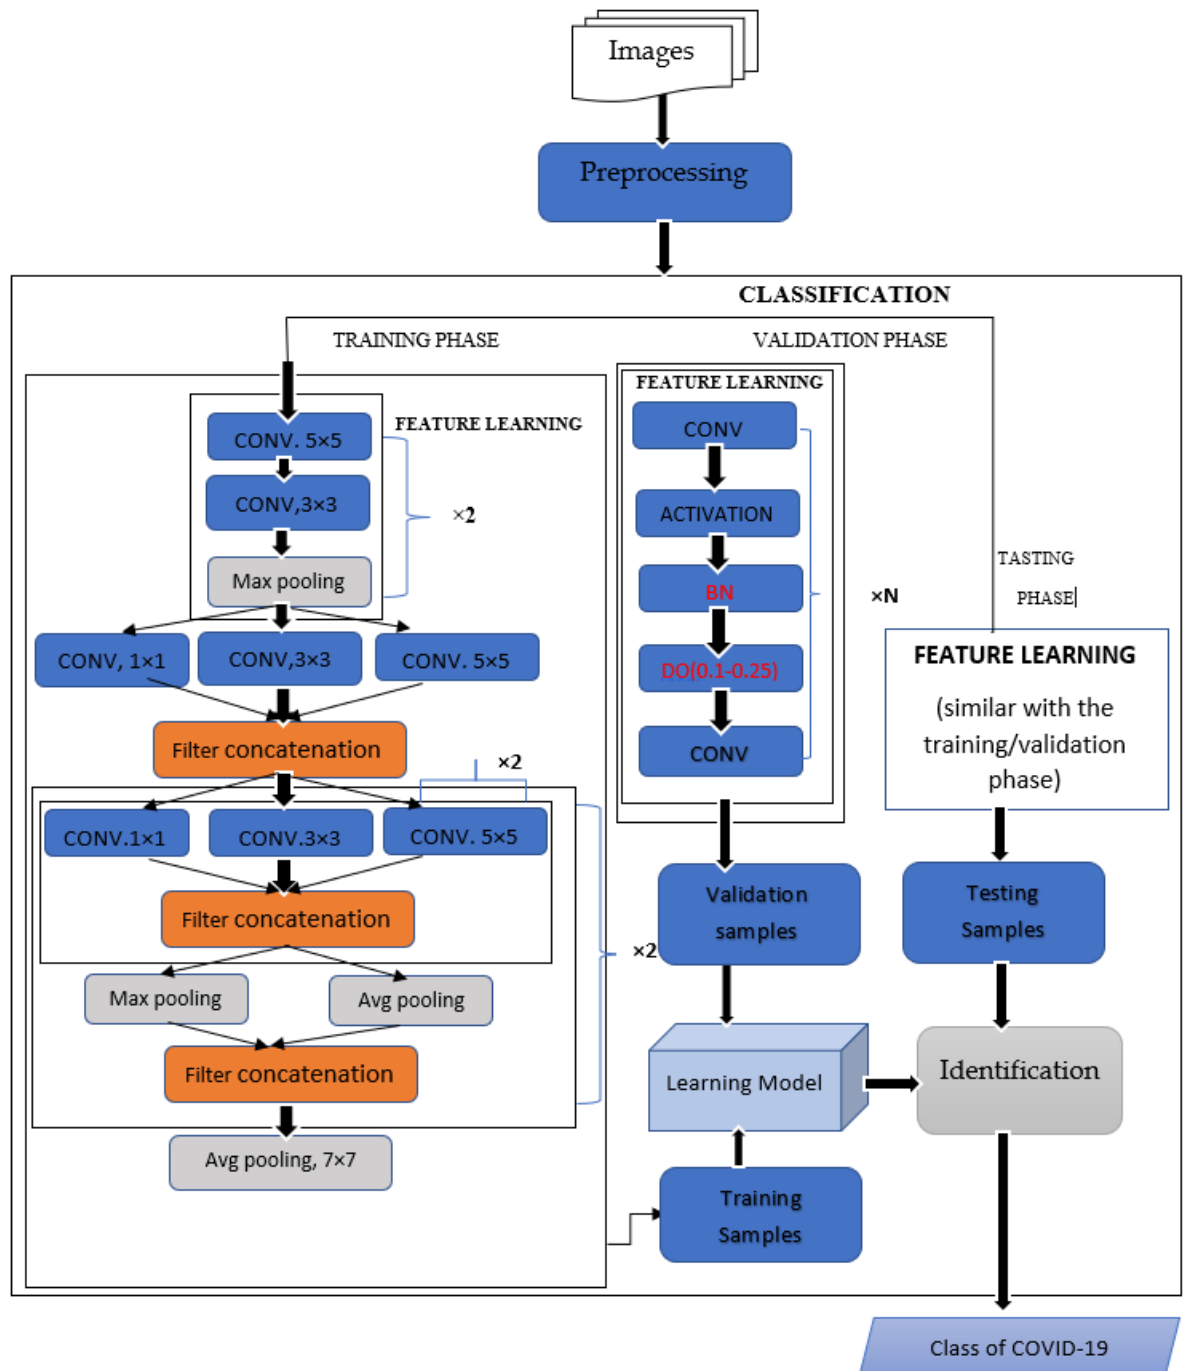 Images
Preprocessing
CLASSIFICATION
TRAINING PHASE
VALIDATION PHASE
FEATURE LEARNING
CONV. 5×5
CONV,3×3
Max pooling
×2
CONV, 1×1
CONV,3×3
CONV. 5×5
Filter concatenation
×2
CONV.1×1
CONV.3×3
CONV. 5×5
Filter concatenation
Max pooling
Avg pooling
Filter concatenation
×2
Avg pooling, 7×7
FEATURE LEARNING
CONV
ACTIVATION
BN
DO(0.1-0.25)
CONV
×N
Validation
samples
Learning Model
Training
Samples
TASTING
PHASE
FEATURE LEARNING
(similar with the
training/validation
phase)
Testing
Samples
Identification
Class of COVID-19